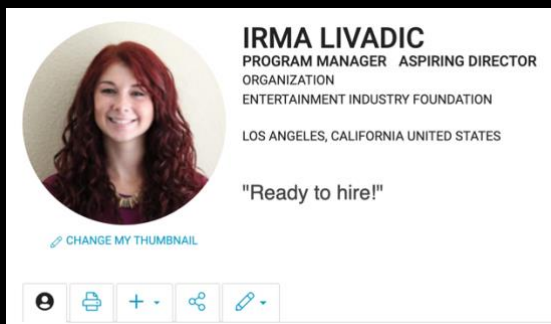 IRMA LIVADIC
PROGRAM MANAGER ASPIRING DIRECTOR
ORGANIZATION
ENTERTAINMENT INDUSTRY FOUNDATION
LOS ANGELES, CALIFORNIA UNITED STATES
"Ready to hire!"
CHANGE MY THUMBNAIL